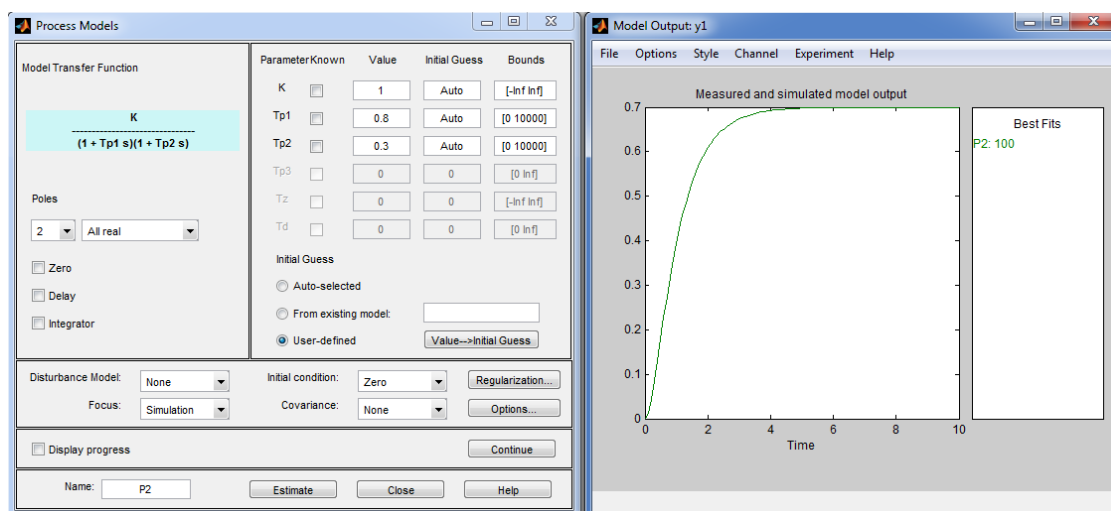 Process Models
Model Transfer Function
K
-------------------------------
(1 + Tp1 s)(1 + Tp2 s)
Poles
2 All real
Zero
Delay
Integrator
Parameter Known Value Initial Guess Bounds
K 1 Auto [-Inf Inf]
Tp1 0.8 Auto [0 10000]
Tp2 0.3 Auto [0 10000]
Tp3 0 0 [0 Inf]
Tz 0 0 [-Inf Inf]
Td 0 0 [0 Inf]
Initial Guess
Auto-selected
From existing model:
User-defined Value-->Initial Guess
Disturbance Model: None Initial condition: Zero Regularization...
Focus: Simulation Covariance: None Options...
Display progress Continue
Name: P2 Estimate Close Help
Model Output: y1
File Options Style Channel Experiment Help
Measured and simulated model output
0.7
0.6
0.5
0.4
0.3
0.2
0.1
0
0 2 4 6 8 10
Time
Best Fits
P2: 100